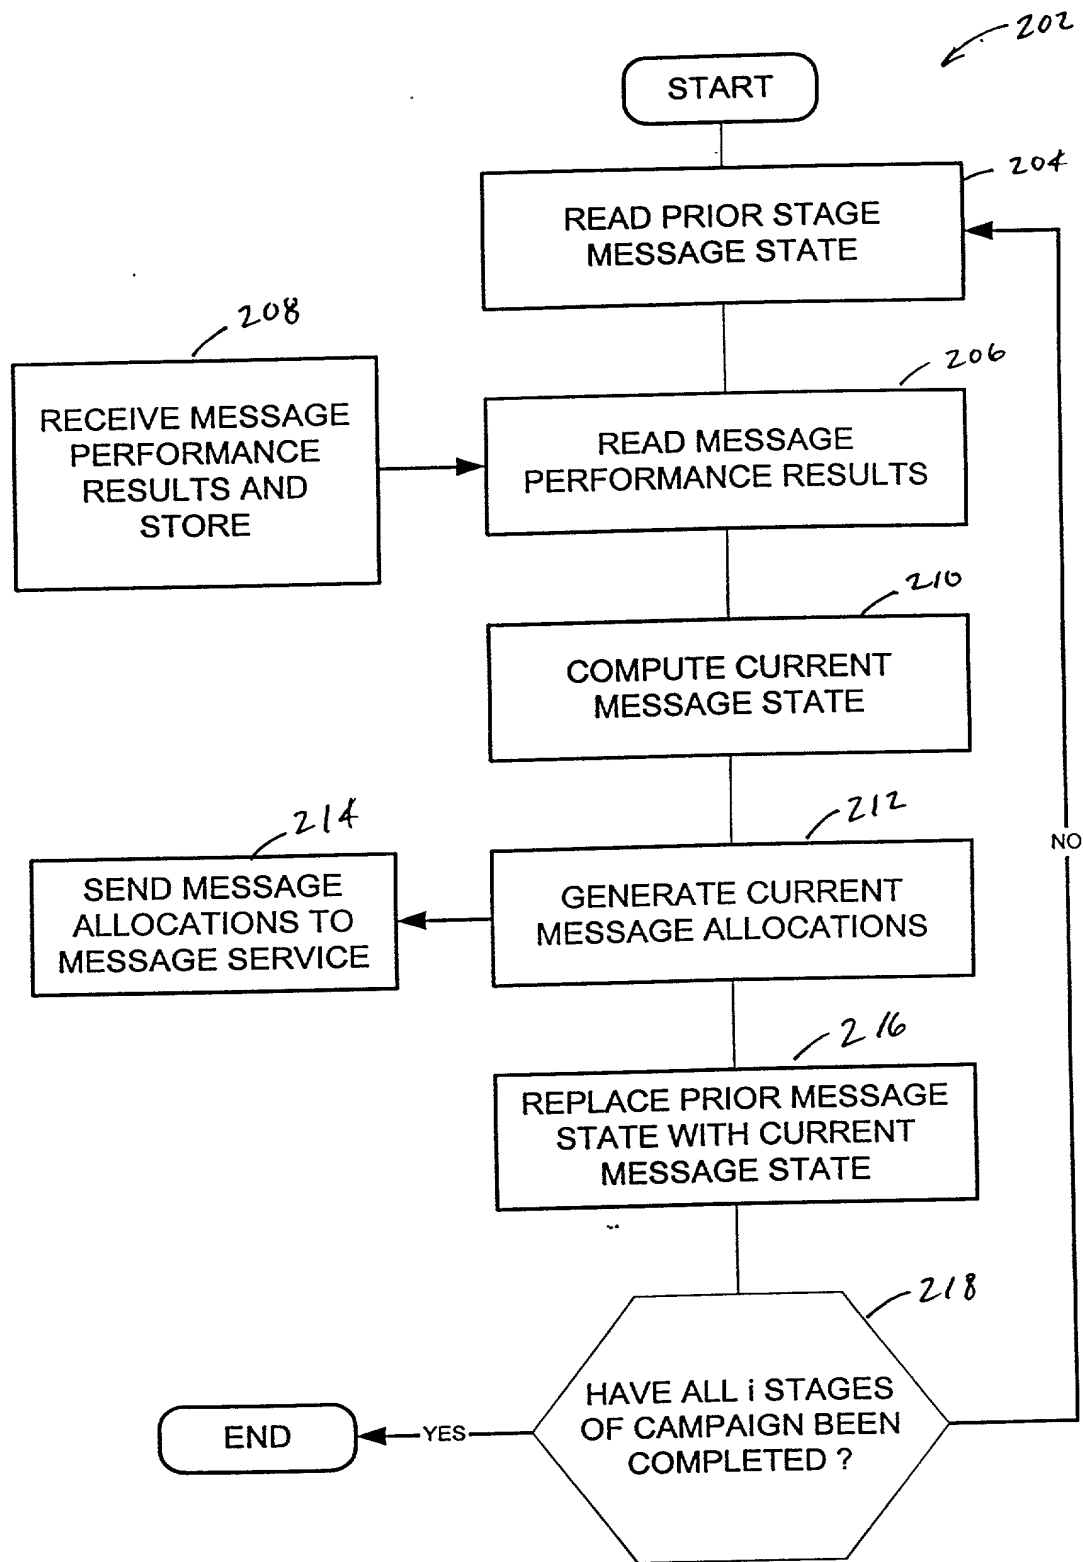 202
START
204
READ PRIOR STAGE
MESSAGE STATE
208
206
RECEIVE MESSAGE
PERFORMANCE
RESULTS AND
STORE
READ MESSAGE
PERFORMANCE RESULTS
210
COMPUTE CURRENT
MESSAGE STATE
214
212
NO
SEND MESSAGE
ALLOCATIONS TO
MESSAGE SERVICE
GENERATE CURRENT
MESSAGE ALLOCATIONS
216
REPLACE PRIOR MESSAGE
STATE WITH CURRENT
MESSAGE STATE
218
HAVE ALL i STAGES
OF CAMPAIGN BEEN
COMPLETED ?
YES
END